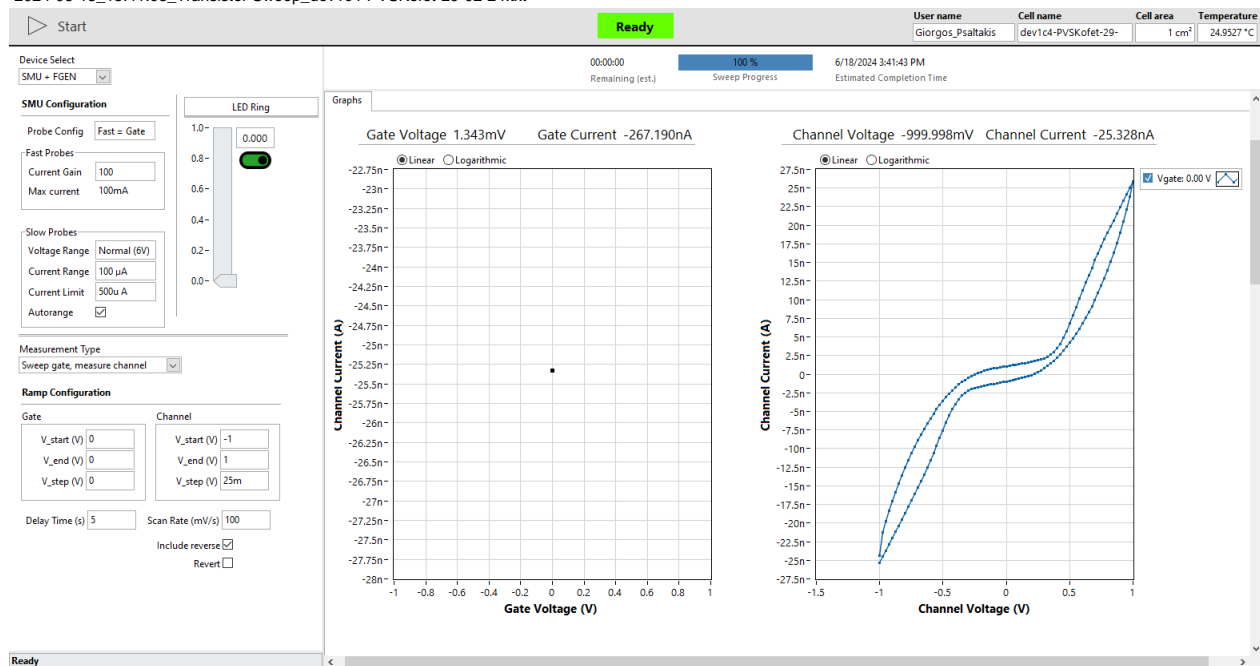 Start
Ready
User name
Cell name
Cell area
Temperature
Giorgos_Psaltakis
dev1c4-PVSKofet-29-
1 cm²
24.9527 °C
Device Select
SMU + FGEN
00:00:00
Remaining (est.)
100 %
Sweep Progress
6/18/2024 3:41:43 PM
Estimated Completion Time
SMU Configuration
Probe Config Fast = Gate
Fast Probes
Current Gain 100
Max current 100mA
Slow Probes
Voltage Range Normal (6V)
Current Range 100 µA
Current Limit 500u A
Autorange
LED Ring
0.000
1.0
0.8
0.6
0.4
0.2
0.0
Measurement Type
Sweep gate, measure channel
Ramp Configuration
Gate
V_start (V) 0
V_end (V) 0
V_step (V) 0
Channel
V_start (V) -1
V_end (V) 1
V_step (V) 25m
Delay Time (s) 5
Scan Rate (mV/s) 100
Include reverse
Revert
Graphs
Gate Voltage 1.343mV Gate Current -267.190nA
Linear Logarithmic
Channel Current (A)
-22.75n
-23n
-23.25n
-23.5n
-23.75n
-24n
-24.25n
-24.5n
-24.75n
-25n
-25.25n
-25.5n
-25.75n
-26n
-26.25n
-26.5n
-26.75n
-27n
-27.25n
-27.5n
-27.75n
-28n
-1 -0.8 -0.6 -0.4 -0.2 0 0.2 0.4 0.6 0.8 1
Gate Voltage (V)
Channel Voltage -999.998mV Channel Current -25.328nA
Linear Logarithmic
Channel Current (A)
27.5n
25n
22.5n
20n
17.5n
15n
12.5n
10n
7.5n
5n
2.5n
0
-2.5n
-5n
-7.5n
-10n
-12.5n
-15n
-17.5n
-20n
-22.5n
-25n
-27.5n
-1.5 -1 -0.5 0 0.5 1
Channel Voltage (V)
Vgate: 0.00 V
Ready